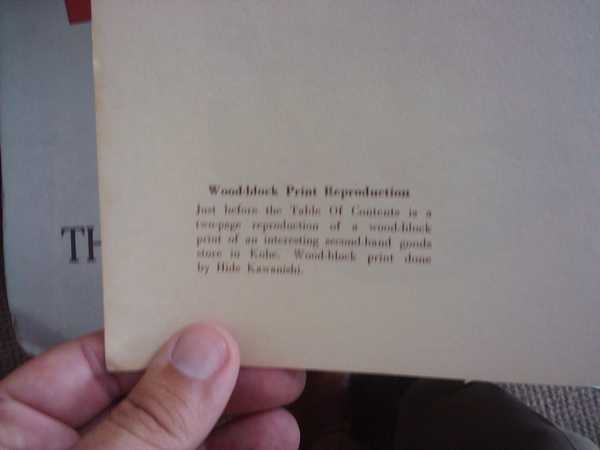 Wood-block Print Reproduction
Just before the Table Of Contents is a
two-page reproduction of a wood-block
print of an interesting second-hand goods
store in Kobe. Wood-block print done
by Hide Kawanishi.
TH